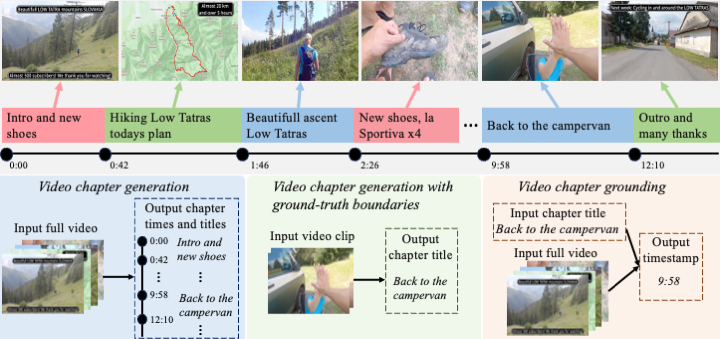 Beautifull LOW TATRA mountains SLOVAKIA
Almost 500 subscribers! We thank you for watching!
Almost 20 km
and over 5 hours
Next week: Cycling in and around the LOW TATRAS
Intro and new
shoes
Hiking Low Tatras
todays plan
Beautifull ascent
Low Tatras
New shoes, la
Sportiva x4
...
Back to the campervan
Outro and
many thanks
0:00
0:42
1:46
2:26
9:58
12:10
Video chapter generation
Input full video
Output chapter
times and titles
0:00
Intro and
new shoes
0:42
9:58
Back to the
campervan
12:10
Video chapter generation with
ground-truth boundaries
Input video clip
Output
chapter title
Back to the
campervan
Video chapter grounding
Input chapter title
Back to the campervan
Input full video
Output
timestamp
9:58